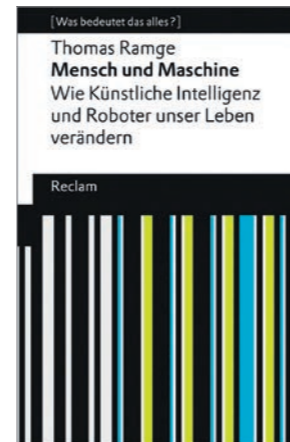 [Was bedeutet das alles?]
Thomas Ramge
Mensch und Maschine
Wie Künstliche Intelligenz
und Roboter unser Leben
verändern
Reclam